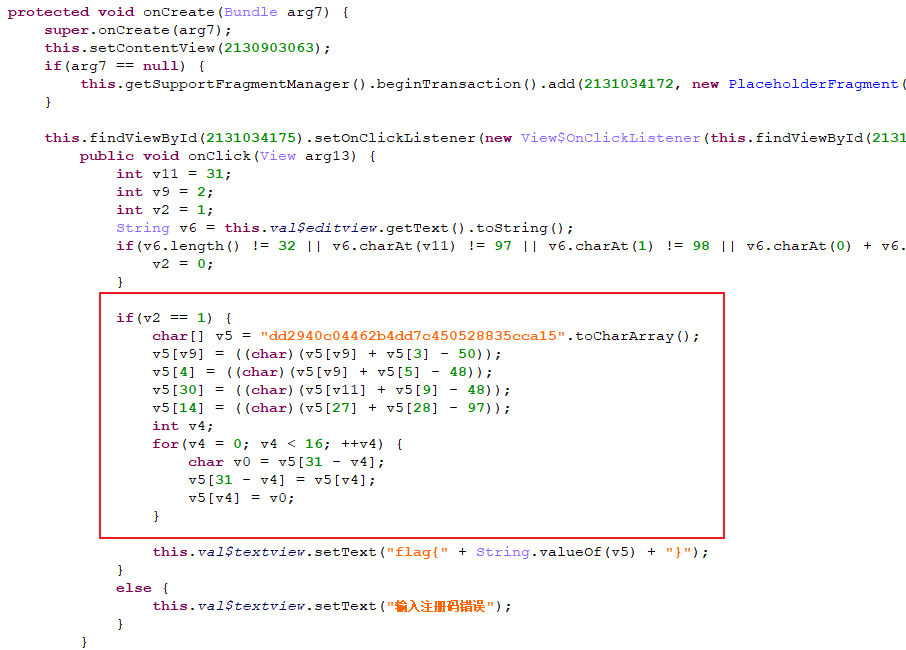 protected void onCreate(Bundle arg7) {
super.onCreate(arg7);
this.setContentView(2130903063);
if(arg7 == null) {
this.getSupportFragmentManager().beginTransaction().add(2131034172, new PlaceholderFragment(
}
this.findViewById(2131034175).setOnClickListener(new View$OnClickListener(this.findViewById(2131
public void onClick(View arg13) {
int v11 = 31;
int v9 = 2;
int v2 = 1;
String v6 = this.val$editview.getText().toString();
if(v6.length() != 32 || v6.charAt(v11) != 97 || v6.charAt(1) != 98 || v6.charAt(0) + v6.
v2 = 0;
}
if(v2 == 1) {
char[] v5 = "dd2940c04462b4dd7c450528835cca15".toCharArray();
v5[v9] = ((char)(v5[v9] + v5[3] - 50));
v5[4] = ((char)(v5[v9] + v5[5] - 48));
v5[30] = ((char)(v5[v11] + v5[9] - 48));
v5[14] = ((char)(v5[27] + v5[28] - 97));
int v4;
for(v4 = 0; v4 < 16; ++v4) {
char v0 = v5[31 - v4];
v5[31 - v4] = v5[v4];
v5[v4] = v0;
}
this.val$textview.setText("flag{" + String.valueOf(v5) + "}");
}
else {
this.val$textview.setText("输入注册码错误");
}
}